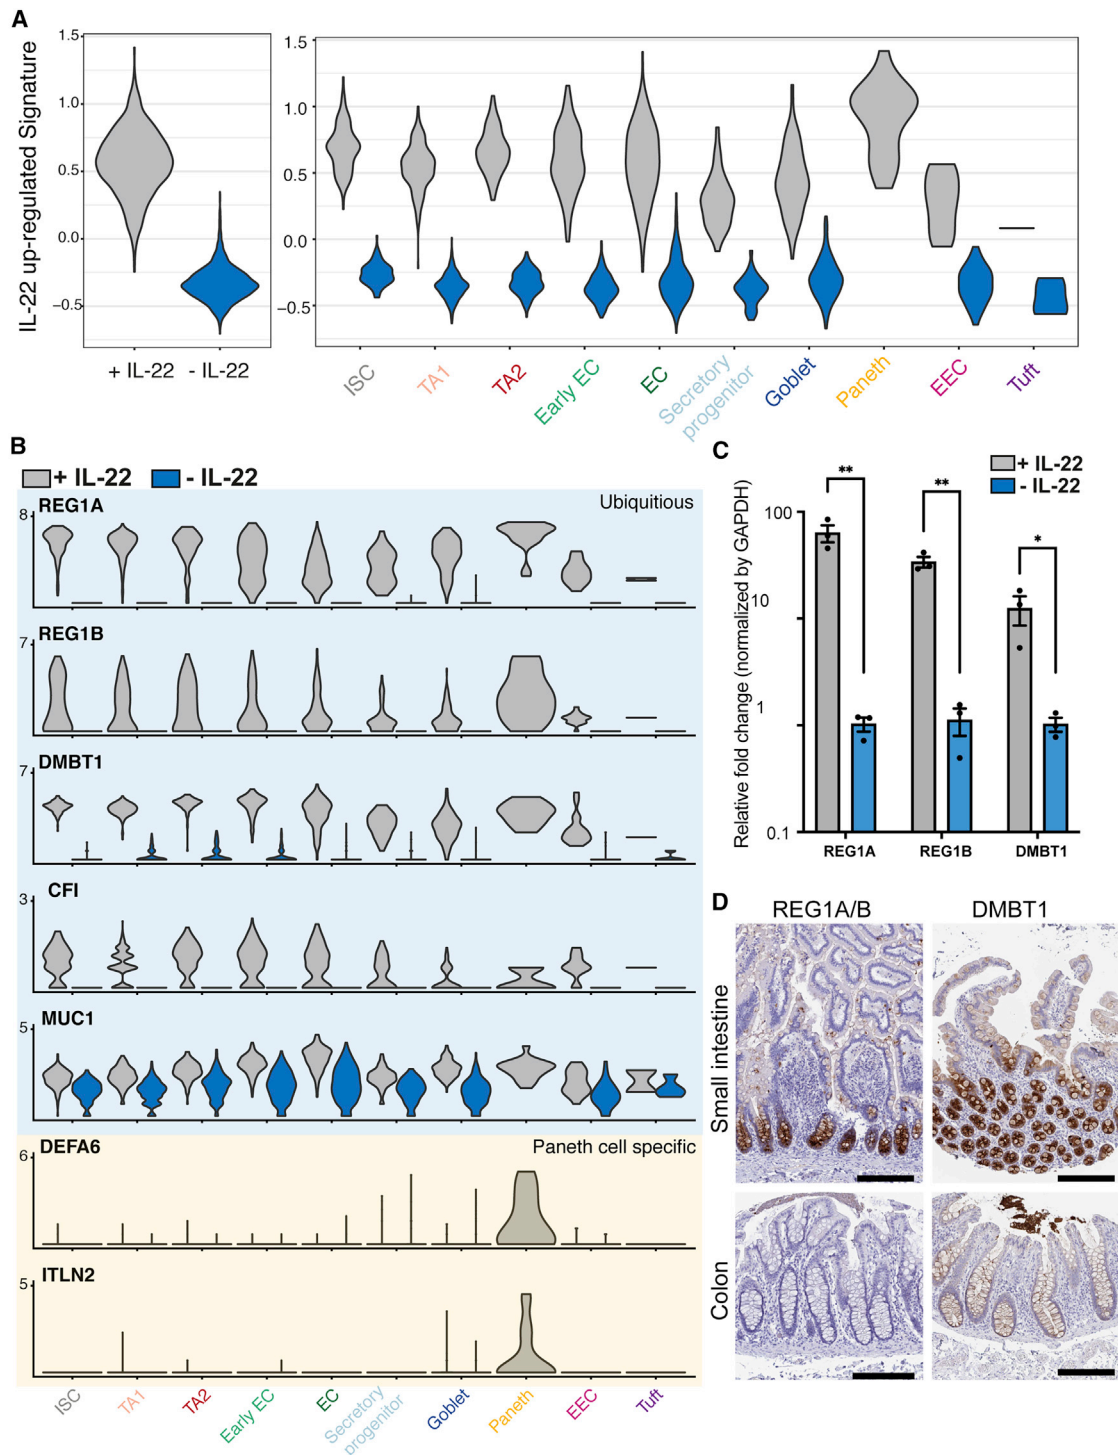 A
IL-22 up-regulated Signature
1.5
1.0
0.5
0.0
−0.5
+ IL-22 - IL-22
1.5
1.0
0.5
0.0
−0.5
ISC
TA1
TA2
Early EC
EC
Secretory
progenitor
Goblet
Paneth
EEC
Tuft
B
+ IL-22 - IL-22
Ubiquitious
REG1A
8
REG1B
7
DMBT1
7
CFI
3
MUC1
5
DEFA6
Paneth cell specific
6
ITLN2
5
ISC
TA1
TA2
Early EC
EC
Secretory
progenitor
Goblet
Paneth
EEC
Tuft
C
+ IL-22
- IL-22
Relative fold change (normalized by GAPDH)
100
10
1
0.1
**
**
*
REG1A REG1B DMBT1
D
REG1A/B DMBT1
Small intestine
Colon